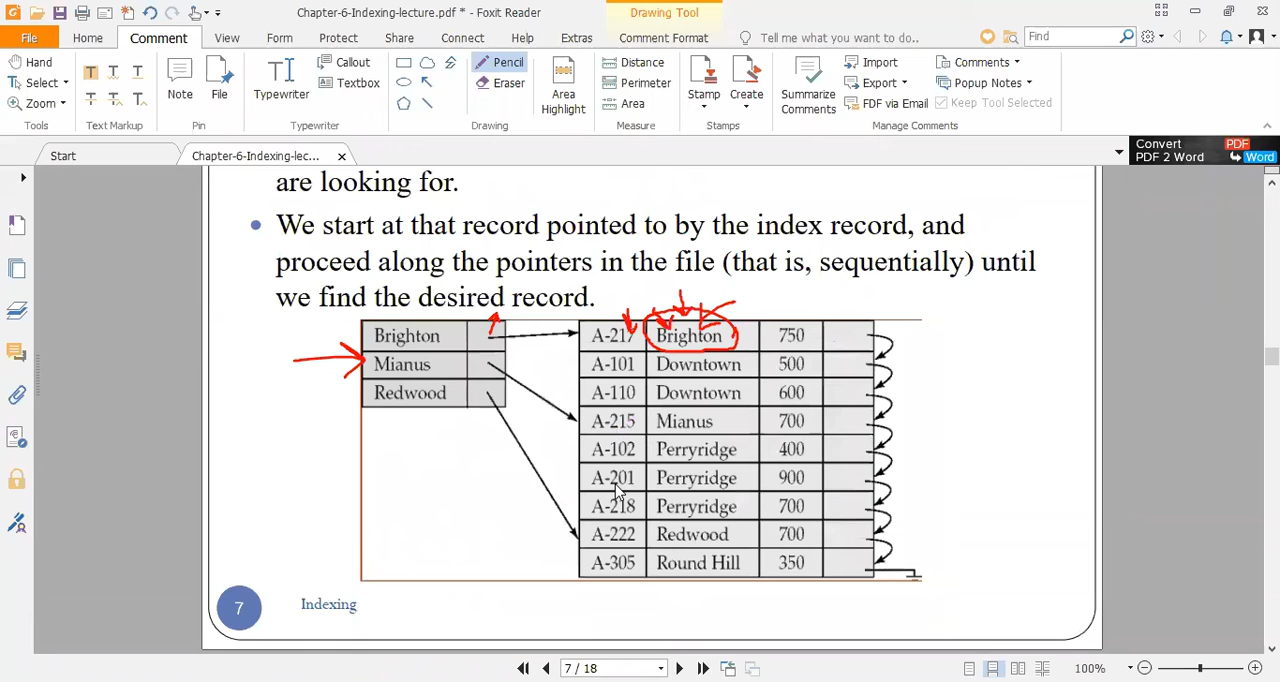 Chapter-6-Indexing-lecture.pdf * - Foxit Reader
Drawing Tool
File Home Comment View Form Protect Share Connect Help Extras Comment Format Tell me what you want to do.. Find
Hand
Select
Zoom
Tools
Text Markup
Note
File
Pin
Typewriter
Callout
Textbox
Typewriter
Pencil
Eraser
Drawing
Area
Highlight
Distance
Perimeter
Area
Measure
Stamp
Create
Stamps
Summarize
Comments
Import
Export
FDF via Email
Comments
Popup Notes
Keep Tool Selected
Manage Comments
Start
Chapter-6-Indexing-lec...
Convert PDF
PDF 2 Word Word
are looking for.
We start at that record pointed to by the index record, and
proceed along the pointers in the file (that is, sequentially) until
we find the desired record.
Brighton A-217 Brighton 750
Mianus A-101 Downtown 500
Redwood A-110 Downtown 600
A-215 Mianus 700
A-102 Perryridge 400
A-201 Perryridge 900
A-218 Perryridge 700
A-222 Redwood 700
A-305 Round Hill 350
7 Indexing
7 / 18
100%